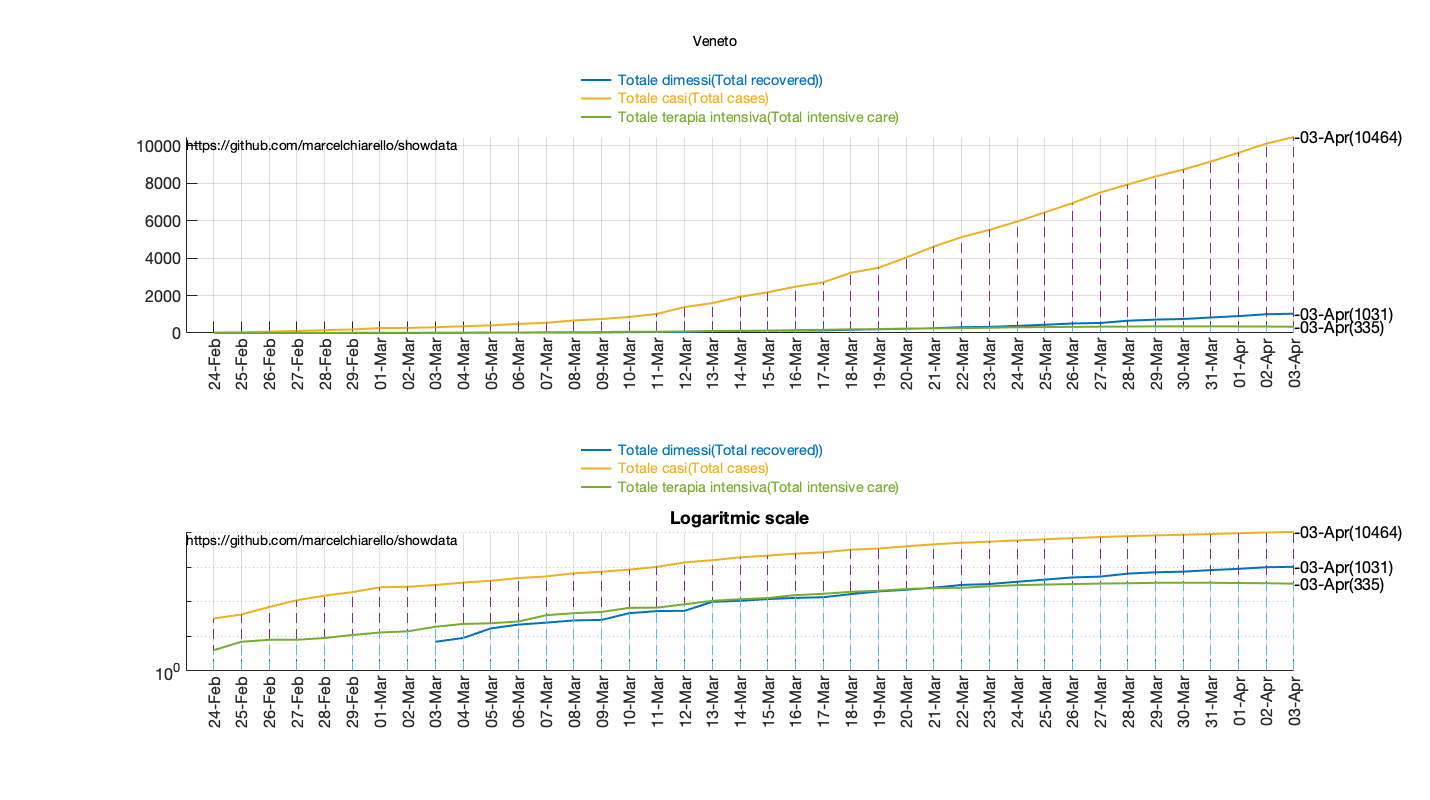 Veneto
Totale dimessi(Total recovered))
Totale casi(Total cases)
Totale terapia intensiva(Total intensive care)
https://github.com/marcelchiarello/showdata
10000
8000
6000
4000
2000
0
-03-Apr(10464)
-03-Apr(1031)
-03-Apr(335)
24-Feb
25-Feb
26-Feb
27-Feb
28-Feb
29-Feb
01-Mar
02-Mar
03-Mar
04-Mar
05-Mar
06-Mar
07-Mar
08-Mar
09-Mar
10-Mar
11-Mar
12-Mar
13-Mar
14-Mar
15-Mar
16-Mar
17-Mar
18-Mar
19-Mar
20-Mar
21-Mar
22-Mar
23-Mar
24-Mar
25-Mar
26-Mar
27-Mar
28-Mar
29-Mar
30-Mar
31-Mar
01-Apr
02-Apr
03-Apr
Totale dimessi(Total recovered))
Totale casi(Total cases)
Totale terapia intensiva(Total intensive care)
Logaritmic scale
https://github.com/marcelchiarello/showdata
-03-Apr(10464)
-03-Apr(1031)
-03-Apr(335)
10⁰
24-Feb
25-Feb
26-Feb
27-Feb
28-Feb
29-Feb
01-Mar
02-Mar
03-Mar
04-Mar
05-Mar
06-Mar
07-Mar
08-Mar
09-Mar
10-Mar
11-Mar
12-Mar
13-Mar
14-Mar
15-Mar
16-Mar
17-Mar
18-Mar
19-Mar
20-Mar
21-Mar
22-Mar
23-Mar
24-Mar
25-Mar
26-Mar
27-Mar
28-Mar
29-Mar
30-Mar
31-Mar
01-Apr
02-Apr
03-Apr